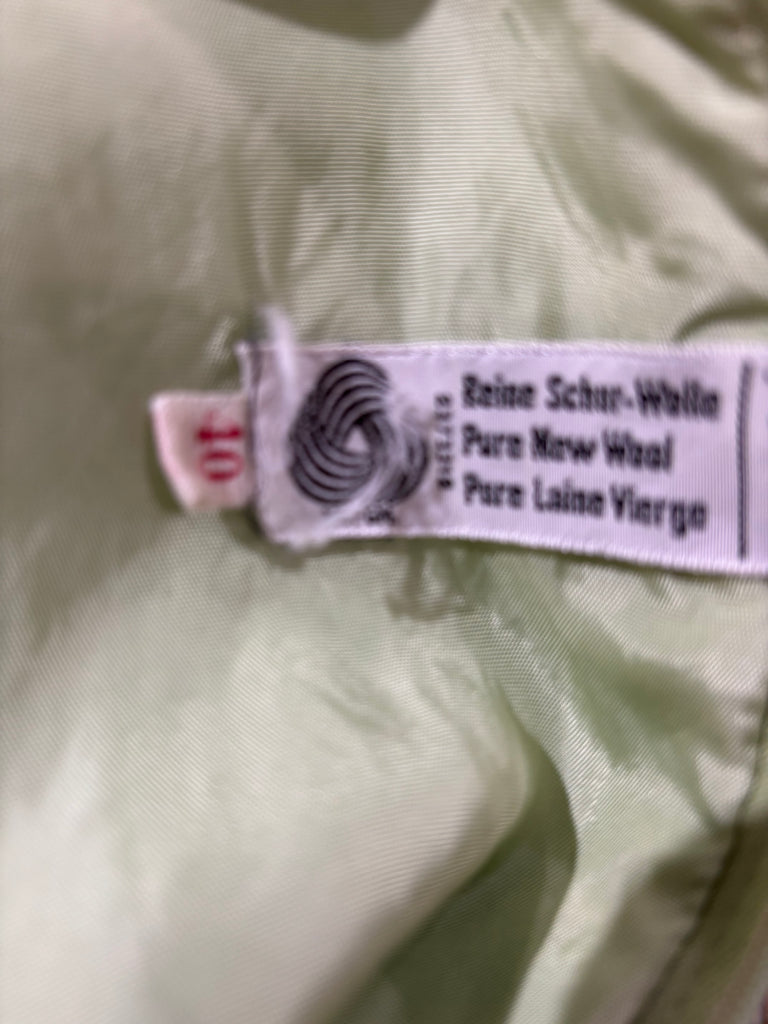 10
Reine Schur-Wolle
Pure New Wool
Pure Laine Vierge